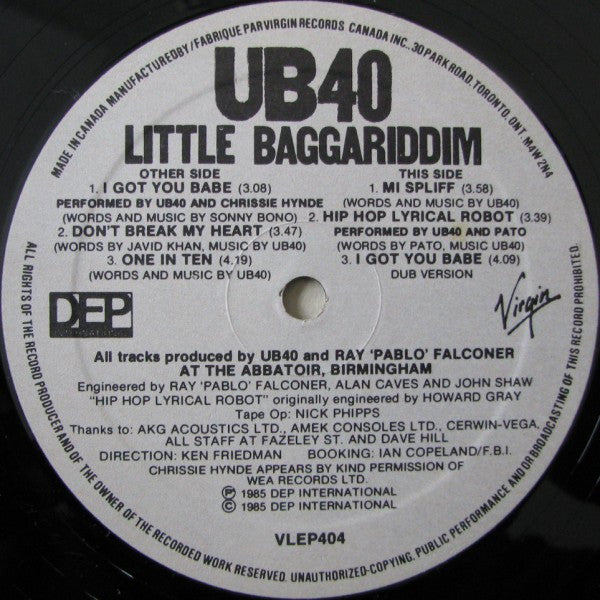 MADE IN CANADA MANUFACTURED BY / FABRIQUE PAR VIRGIN RECORDS CANADA INC., 30 PARK ROAD, TORONTO, ONT. M4W 2N4
UB40
LITTLE BAGGARIDDIM
OTHER SIDE
1. I GOT YOU BABE (3.08)
PERFORMED BY UB40 AND CHRISSIE HYNDE
(WORDS AND MUSIC BY SONNY BONO)
2. DON'T BREAK MY HEART (3.47)
(WORDS BY JAVID KHAN, MUSIC BY UB40)
3. ONE IN TEN (4.19)
(WORDS AND MUSIC BY UB40)
THIS SIDE
1. MI SPLIFF (3.58)
(WORDS AND MUSIC BY UB40)
2. HIP HOP LYRICAL ROBOT (3.39)
PERFORMED BY UB40 AND PATO
(WORDS BY PATO, MUSIC UB40)
3. I GOT YOU BABE (4.09)
DUB VERSION
DEP
INTERNATIONAL
Virgin
All tracks produced by UB40 and RAY 'PABLO' FALCONER
AT THE ABBATOIR, BIRMINGHAM
Engineered by RAY 'PABLO' FALCONER, ALAN CAVES AND JOHN SHAW
"HIP HOP LYRICAL ROBOT" originally engineered by HOWARD GRAY
Tape Op: NICK PHIPPS
Thanks to: AKG ACOUSTICS LTD., AMEK CONSOLES LTD., CERWIN-VEGA,
ALL STAFF AT FAZELEY ST. AND DAVE HILL
DIRECTION: KEN FRIEDMAN BOOKING: IAN COPELAND/F.B.I.
CHRISSIE HYNDE APPEARS BY KIND PERMISSION OF
WEA RECORDS LTD.
Ⓟ 1985 DEP INTERNATIONAL
© 1985 DEP INTERNATIONAL
VLEP404
ALL RIGHTS OF THE RECORD PRODUCER AND OF THE OWNER OF THE RECORDED WORK RESERVED. UNAUTHORIZED-COPYING, PUBLIC PERFORMANCE AND/OR BROADCASTING OF THIS RECORD PROHIBITED.